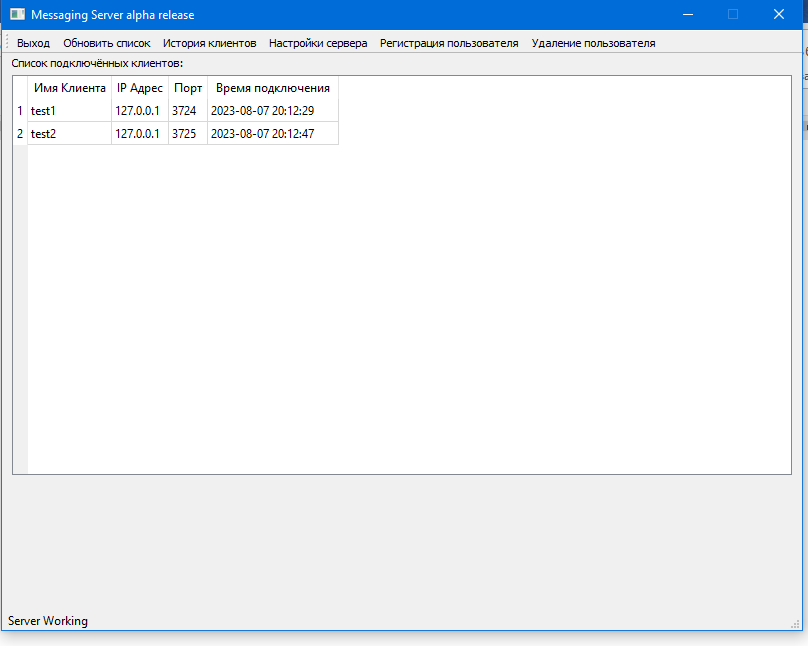 Messaging Server alpha release
Выход Обновить список История клиентов Настройки сервера Регистрация пользователя Удаление пользователя
Список подключённых клиентов:
Имя Клиента IP Адрес Порт Время подключения
1 test1 127.0.0.1 3724 2023-08-07 20:12:29
2 test2 127.0.0.1 3725 2023-08-07 20:12:47
Server Working